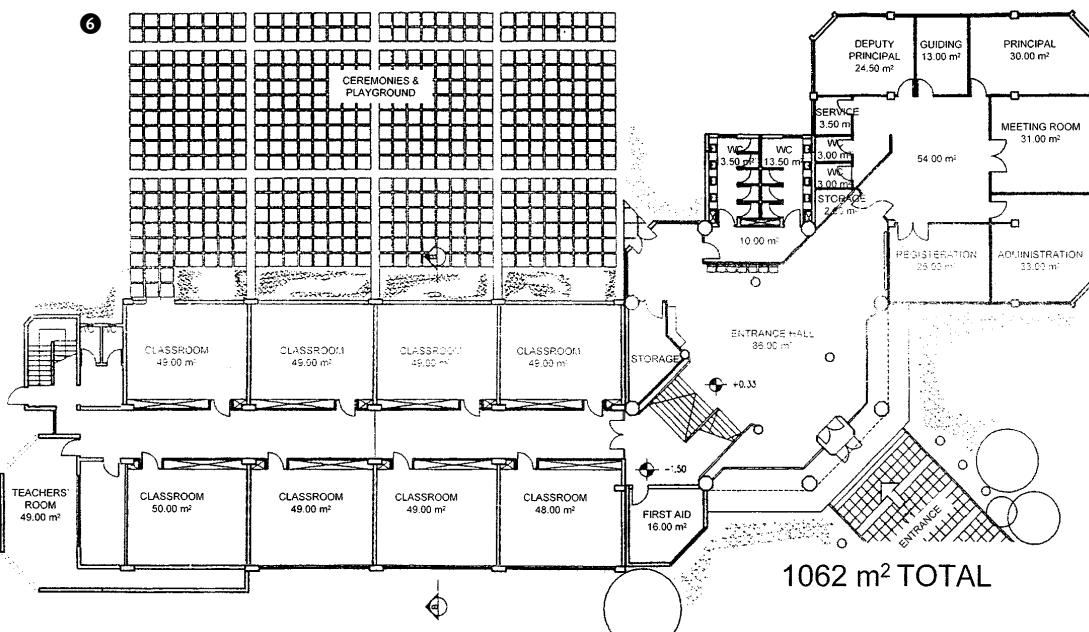 6
CEREMONIES &
PLAYGROUND
DEPUTY
PRINCIPAL
24.50 m²
GUIDING
13.00 m²
PRINCIPAL
30.00 m²
SERVICE
3.50 m²
WC
3.00 m²
WC
3.00 m²
STORAGE
MEETING ROOM
31.00 m²
54.00 m²
WC
13.50 m²
WC
13.50 m²
10.00 m²
REGISTERATION
ADMINISTRATION
33.00 m²
CLASSROOM
49.00 m²
CLASSROOM
49.00 m²
CLASSROOM
49.00 m²
CLASSROOM
49.00 m²
STORAGE
ENTRANCE HALL
+0.33
-1.50
TEACHERS'
ROOM
49.00 m²
CLASSROOM
50.00 m²
CLASSROOM
49.00 m²
CLASSROOM
49.00 m²
CLASSROOM
48.00 m²
FIRST AID
16.00 m²
ENTRANCE
1062 m² TOTAL